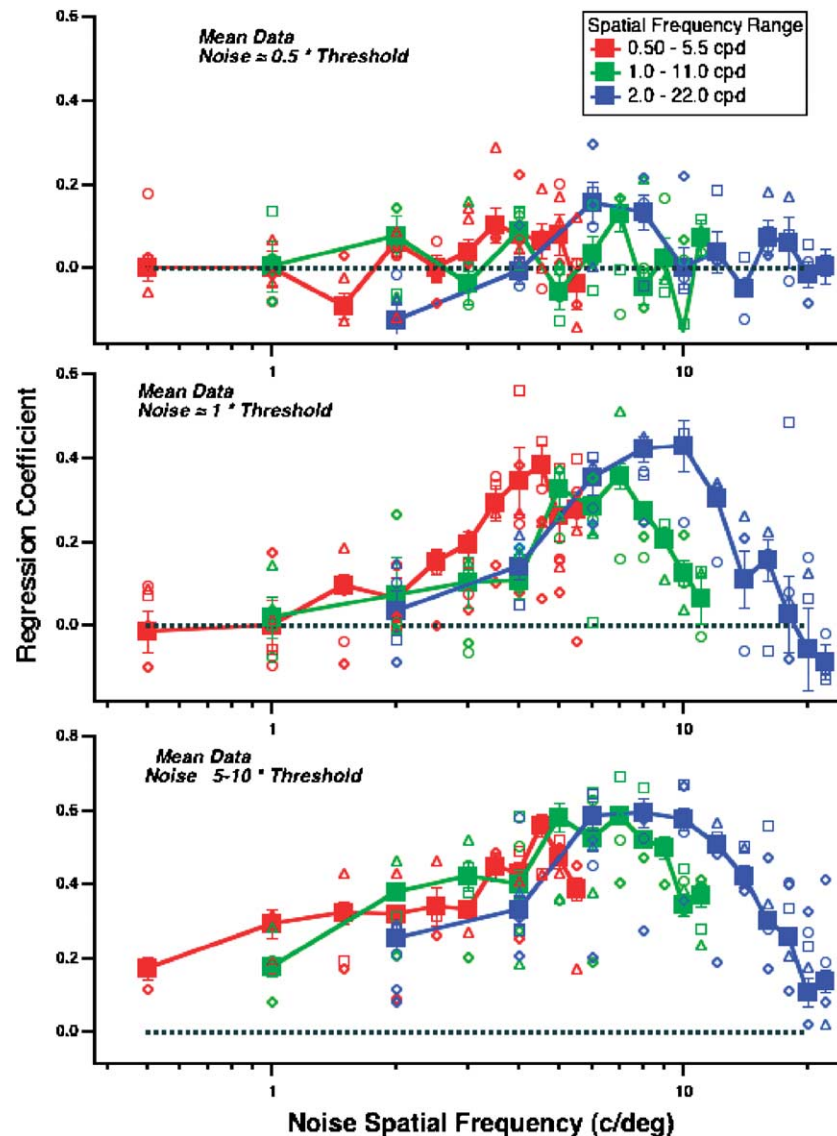 0.6
0.4
0.2
0.0
Mean Data
Noise ≈ 0.5 * Threshold
Spatial Frequency Range
0.50 - 5.5 cpd
1.0 - 11.0 cpd
2.0 - 22.0 cpd
1
10
0.6
0.4
0.2
0.0
Mean Data
Noise ≈ 1 * Threshold
1
10
Regression Coefficient
0.8
0.6
0.4
0.2
0.0
Mean Data
Noise 5-10 * Threshold
1
10
Noise Spatial Frequency (c/deg)